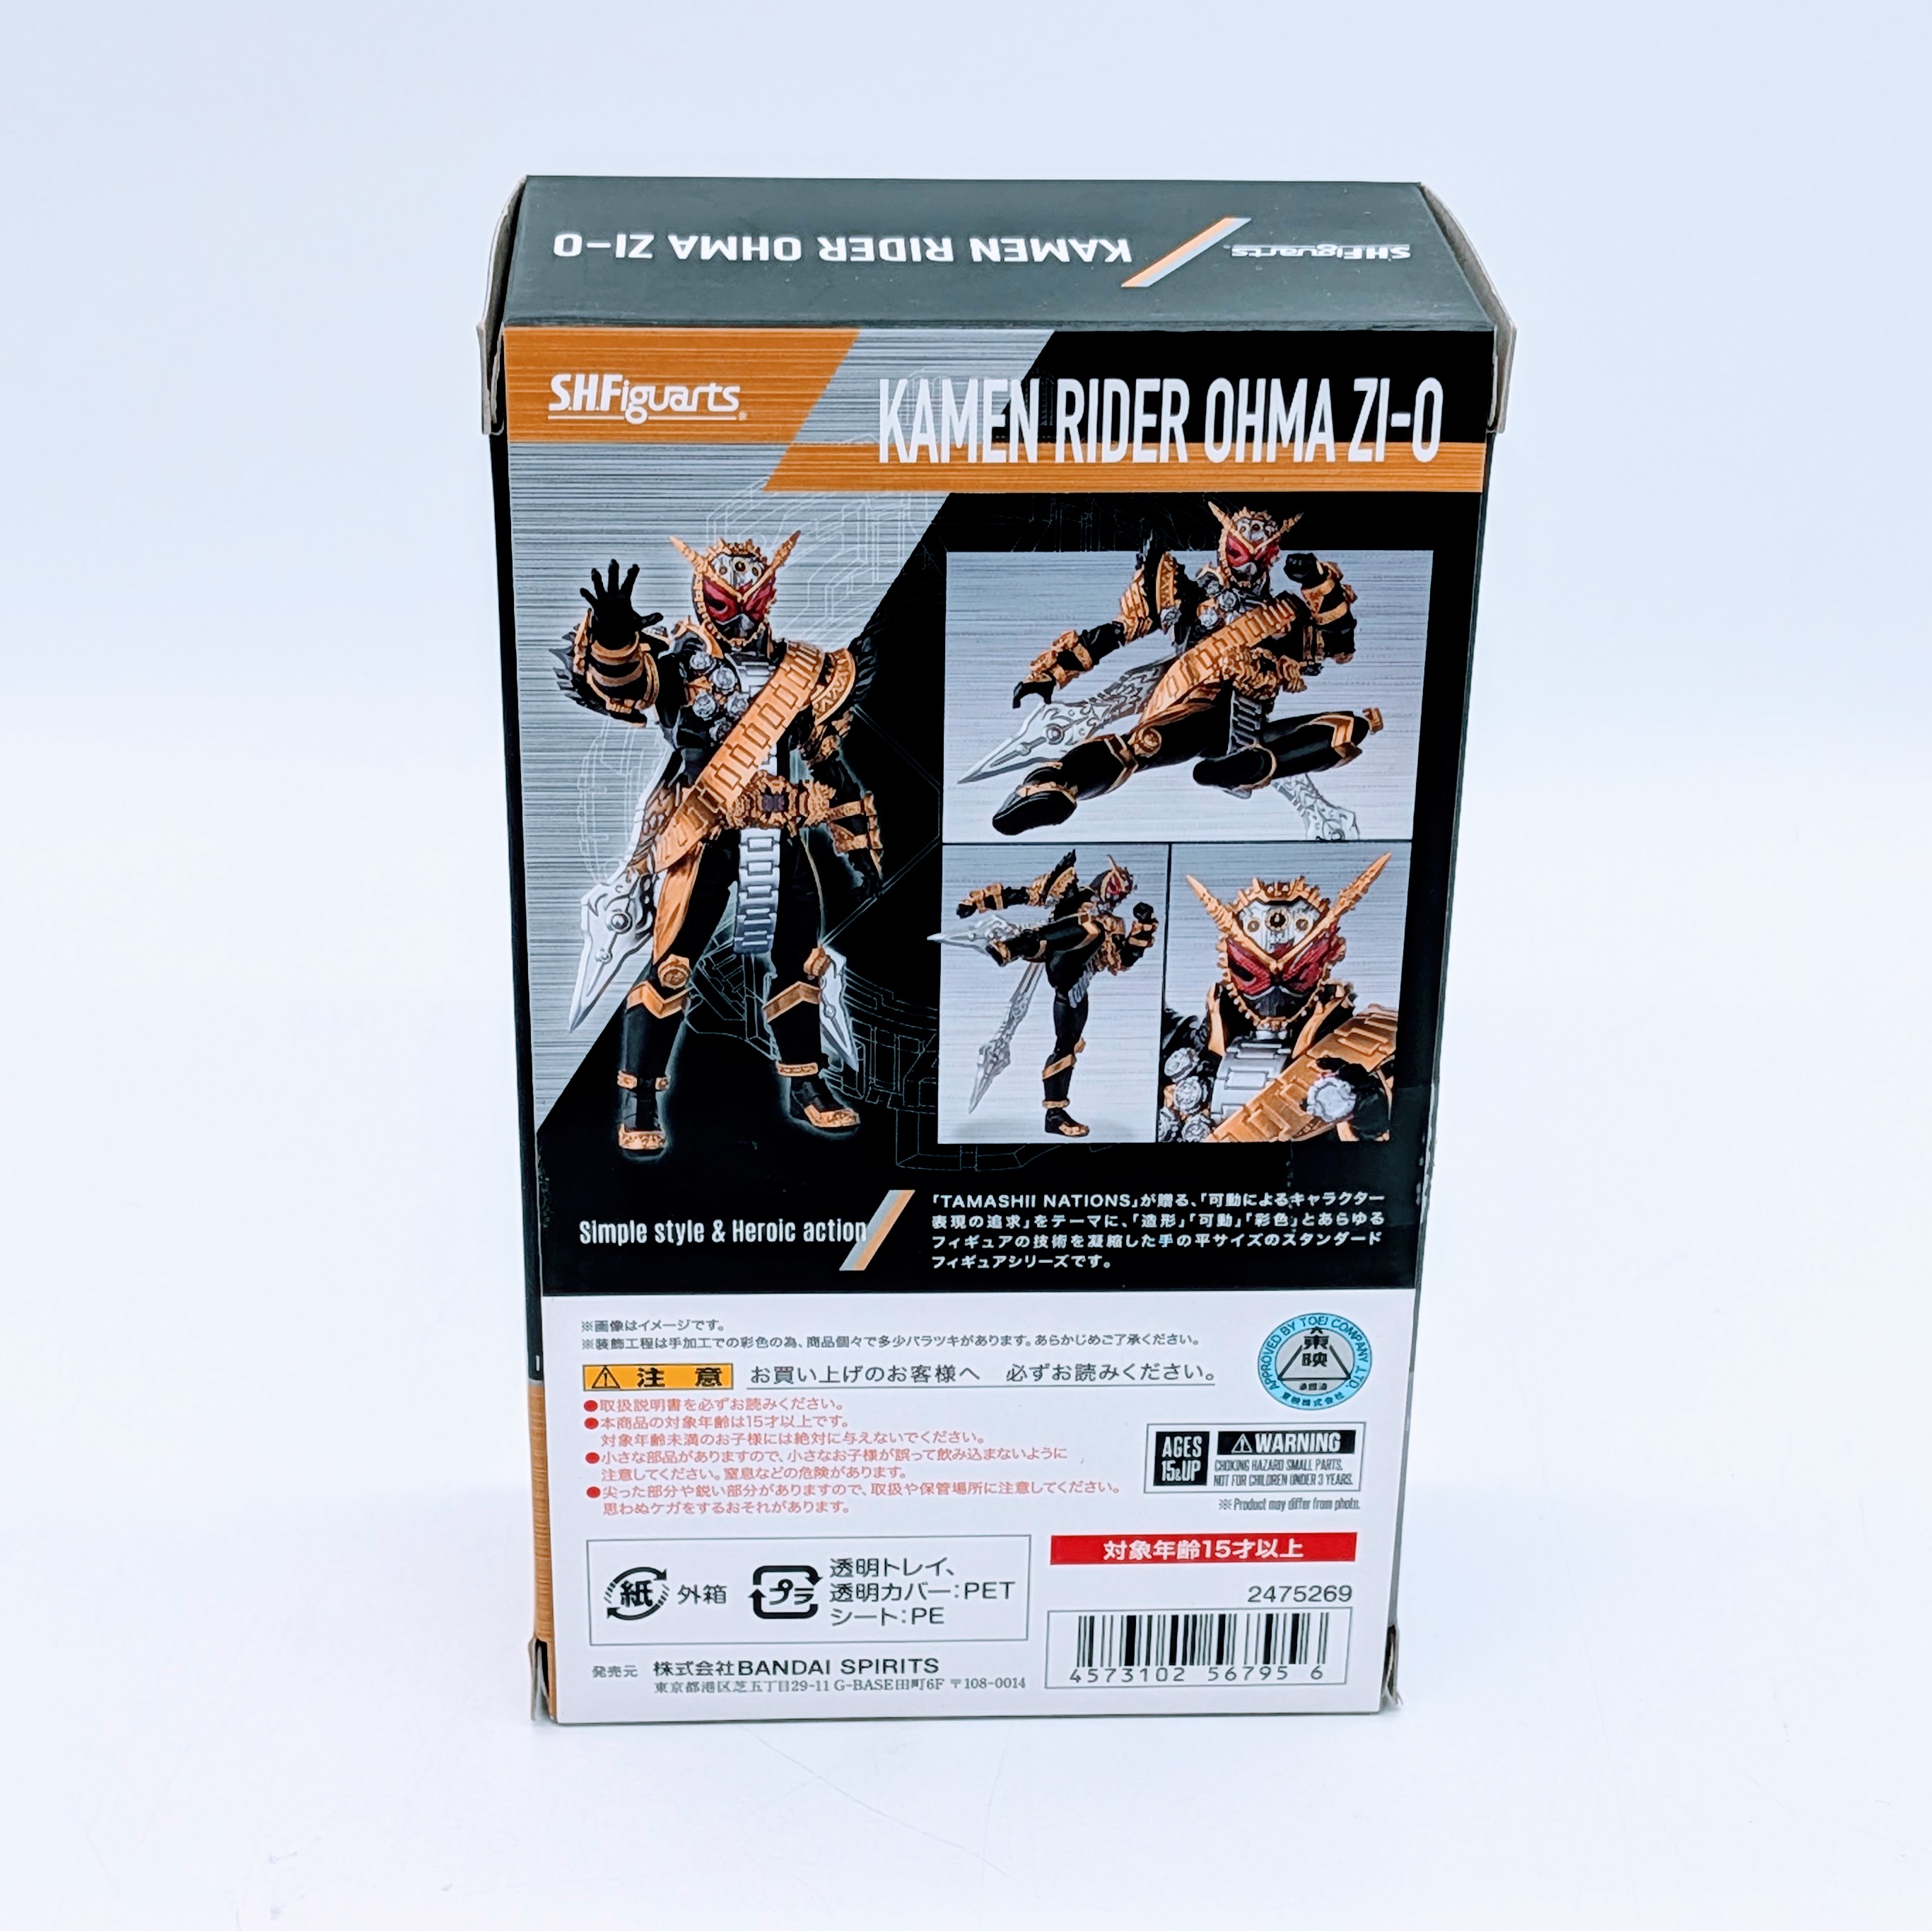 S.H.Figuarts KAMEN RIDER OHMA ZI-O
S.H.Figuarts®
KAMEN RIDER OHMA ZI-O
Simple style & Heroic action
「TAMASHII NATIONS」が贈る、「可動によるキャラクター
表現の追求」をテーマに、「造形」「可動」「彩色」とあらゆる
フィギュアの技術を凝縮した手の平サイズのスタンダード
フィギュアシリーズです。
※画像はイメージです。
※装飾工程は手加工での彩色の為、商品個々で多少バラツキがあります。あらかじめご了承ください。
注意 お買い上げのお客様へ 必ずお読みください。
●取扱説明書を必ずお読みください。
●本商品の対象年齢は15才以上です。
対象年齢未満のお子様には絶対に与えないでください。
●小さな部品がありますので、小さなお子様が誤って飲み込まないように
注意してください。窒息などの危険があります。
●尖った部分や鋭い部分がありますので、取扱や保管場所に注意してください。
思わぬケガをするおそれがあります。
APPROVED BY TOEI COMPANY, LTD.
東映
東映株式会社
AGES
15&UP
WARNING
CHOKING HAZARD SMALL PARTS.
NOT FOR CHILDREN UNDER 3 YEARS.
※Product may differ from photo.
対象年齢15才以上
紙 外箱
プラ
透明トレイ、
透明カバー:PET
シート:PE
2475269
4573102 56795 6
発売元 株式会社BANDAI SPIRITS
東京都港区芝五丁目29-11 G-BASE田町6F 〒108-0014